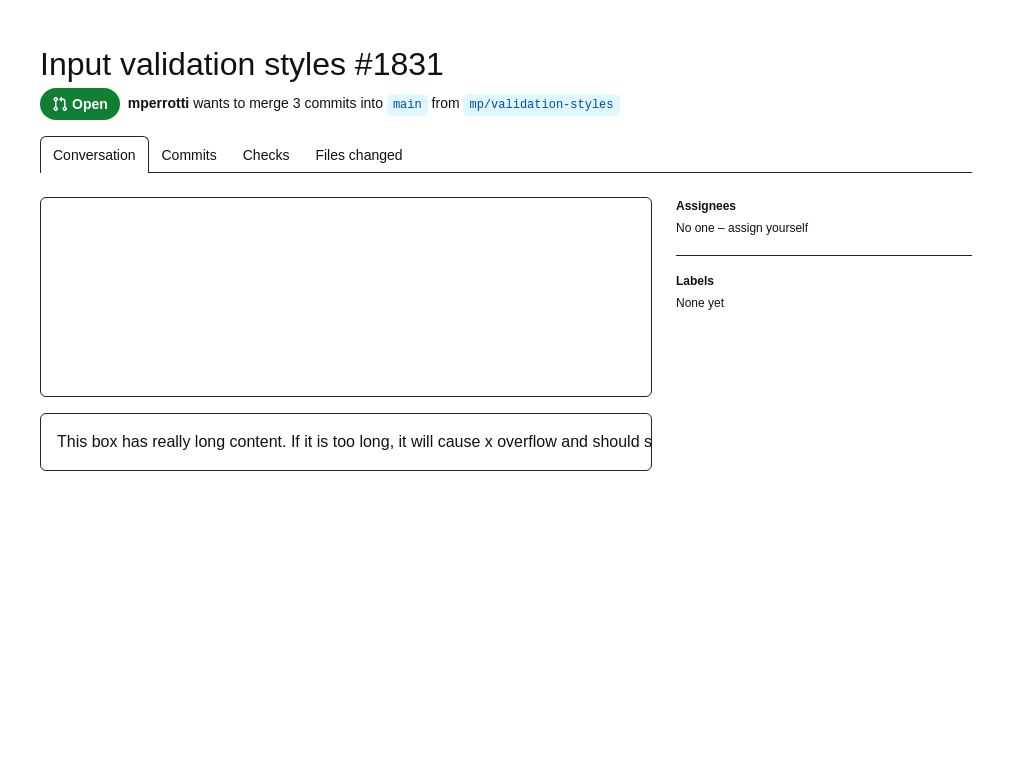 Input validation styles #1831
Open mperrotti wants to merge 3 commits into main from mp/validation-styles
Conversation Commits Checks Files changed
Assignees
No one – assign yourself
Labels
None yet
This box has really long content. If it is too long, it will cause x overflow and should